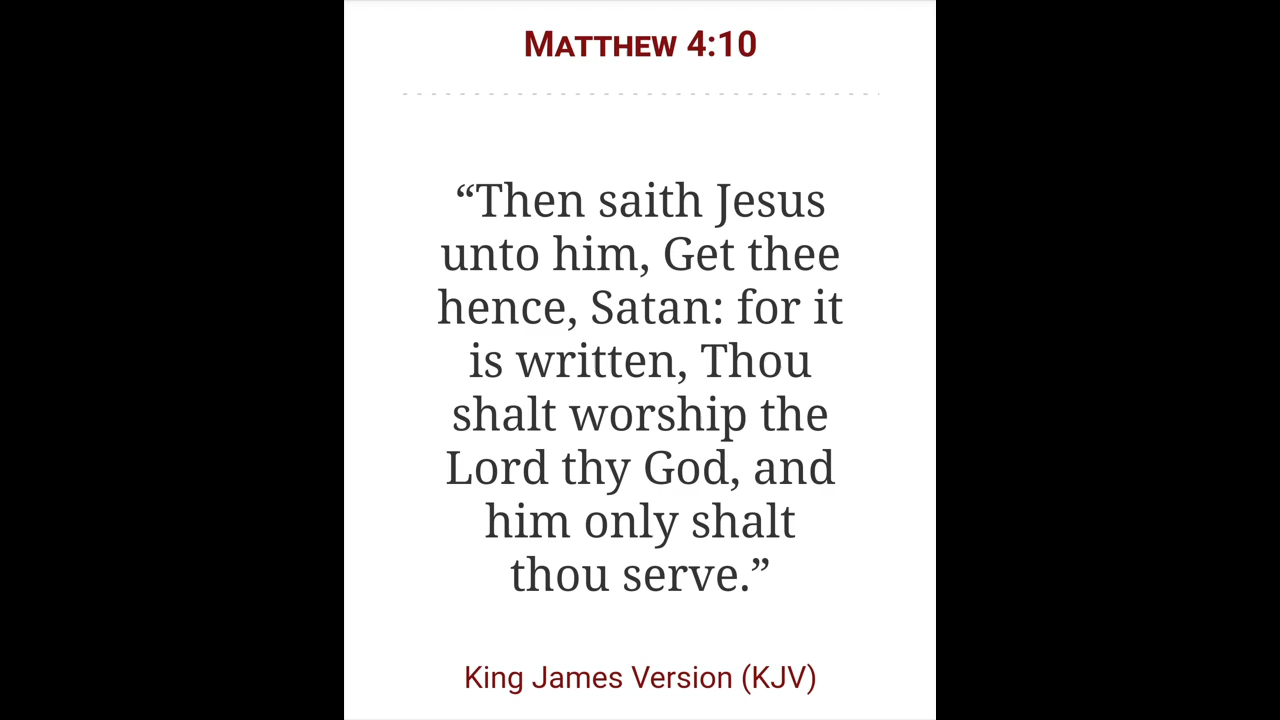 MATTHEW 4:10
“Then saith Jesus
unto him, Get thee
hence, Satan: for it
is written, Thou
shalt worship the
Lord thy God, and
him only shalt
thou serve.”
King James Version (KJV)